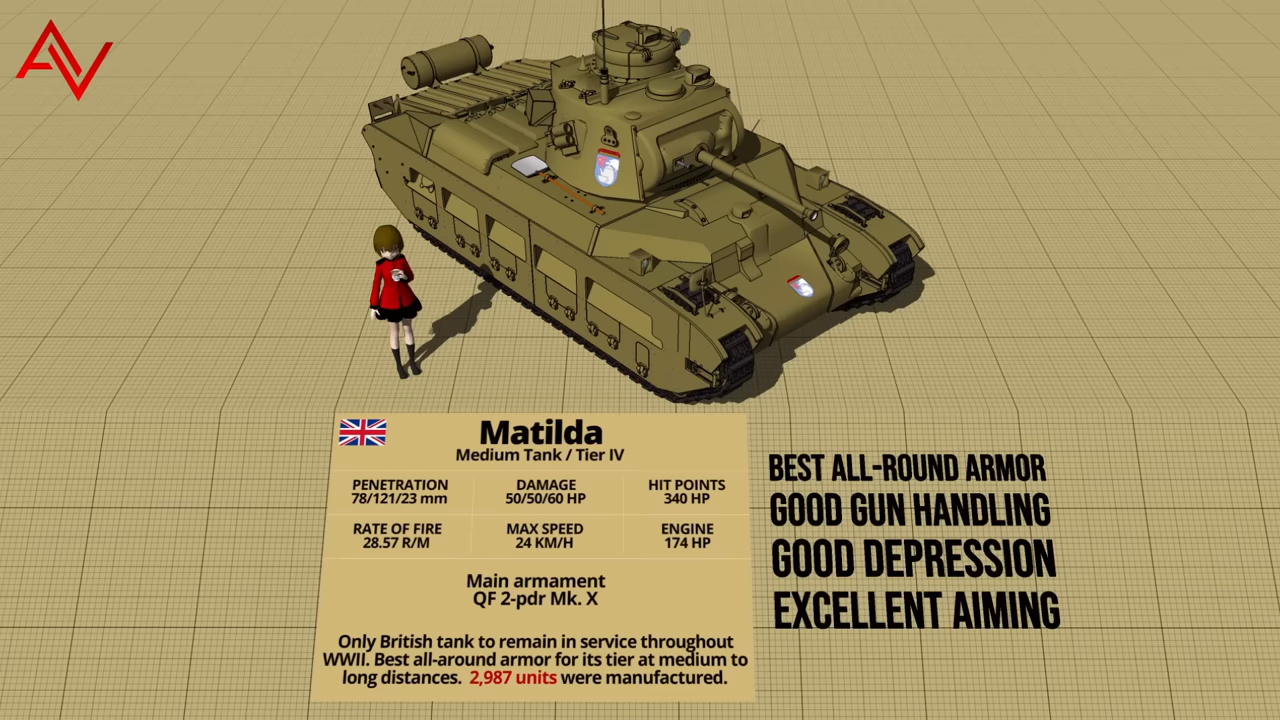 AV
Matilda
Medium Tank / Tier IV
PENETRATION DAMAGE HIT POINTS
78/121/23 mm 50/50/60 HP 340 HP
RATE OF FIRE MAX SPEED ENGINE
28.57 R/M 24 KM/H 174 HP
Main armament
QF 2-pdr Mk. X
Only British tank to remain in service throughout
WWII. Best all-around armor for its tier at medium to
long distances. 2,987 units were manufactured.
BEST ALL-ROUND ARMOR
GOOD GUN HANDLING
GOOD DEPRESSION
EXCELLENT AIMING